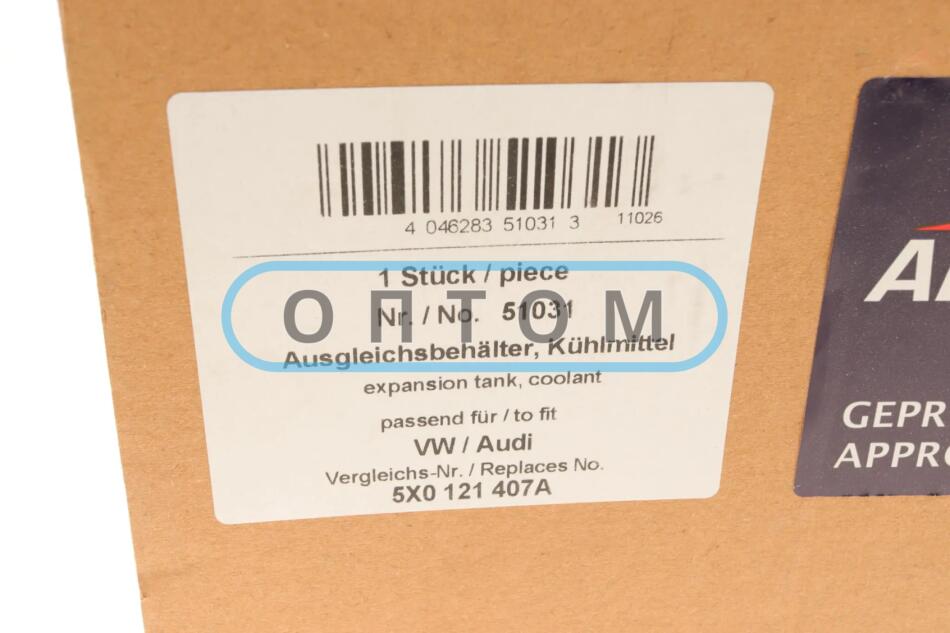 4 046283 51031 3 11026
1 Stück / piece
Nr. / No. 51031
ОПТОМ
Ausgleichsbehälter, Kühlmittel
expansion tank, coolant
passend für / to fit
VW / Audi
Vergleichs-Nr. / Replaces No.
5X0 121 407A
GEPR
APPRO